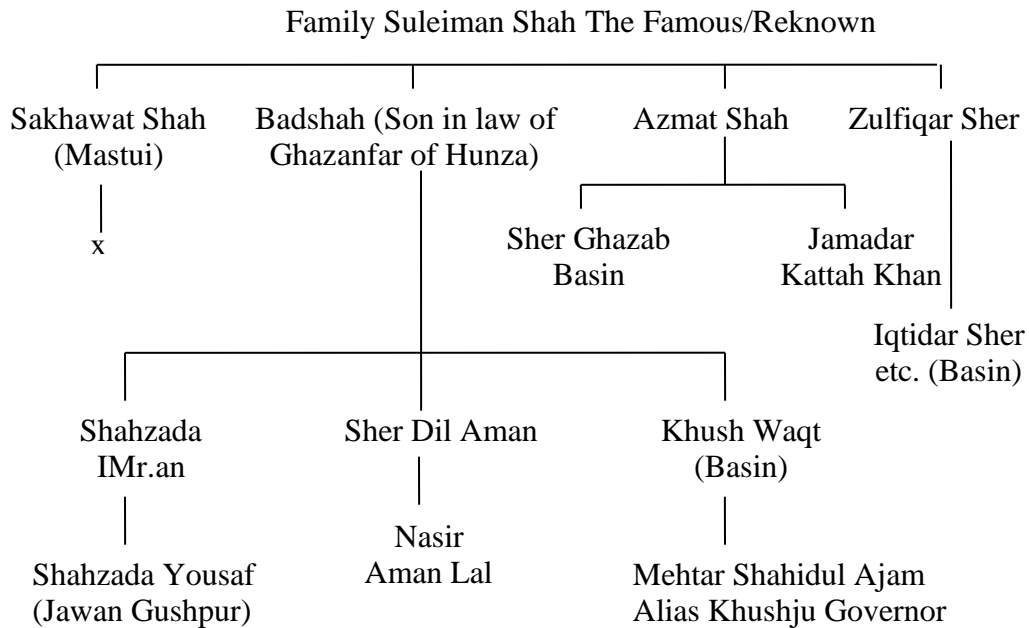 Family Suleiman Shah The Famous/Reknown
Sakhawat Shah
(Mastui)
x
Badshah (Son in law of
Ghazanfar of Hunza)
Azmat Shah
Zulfiqar Sher
Sher Ghazab
Basin
Jamadar
Kattah Khan
Iqtidar Sher
etc. (Basin)
Shahzada
IMr.an
Sher Dil Aman
Khush Waqt
(Basin)
Shahzada Yousaf
(Jawan Gushpur)
Nasir
Aman Lal
Mehtar Shahidul Ajam
Alias Khushju Governor